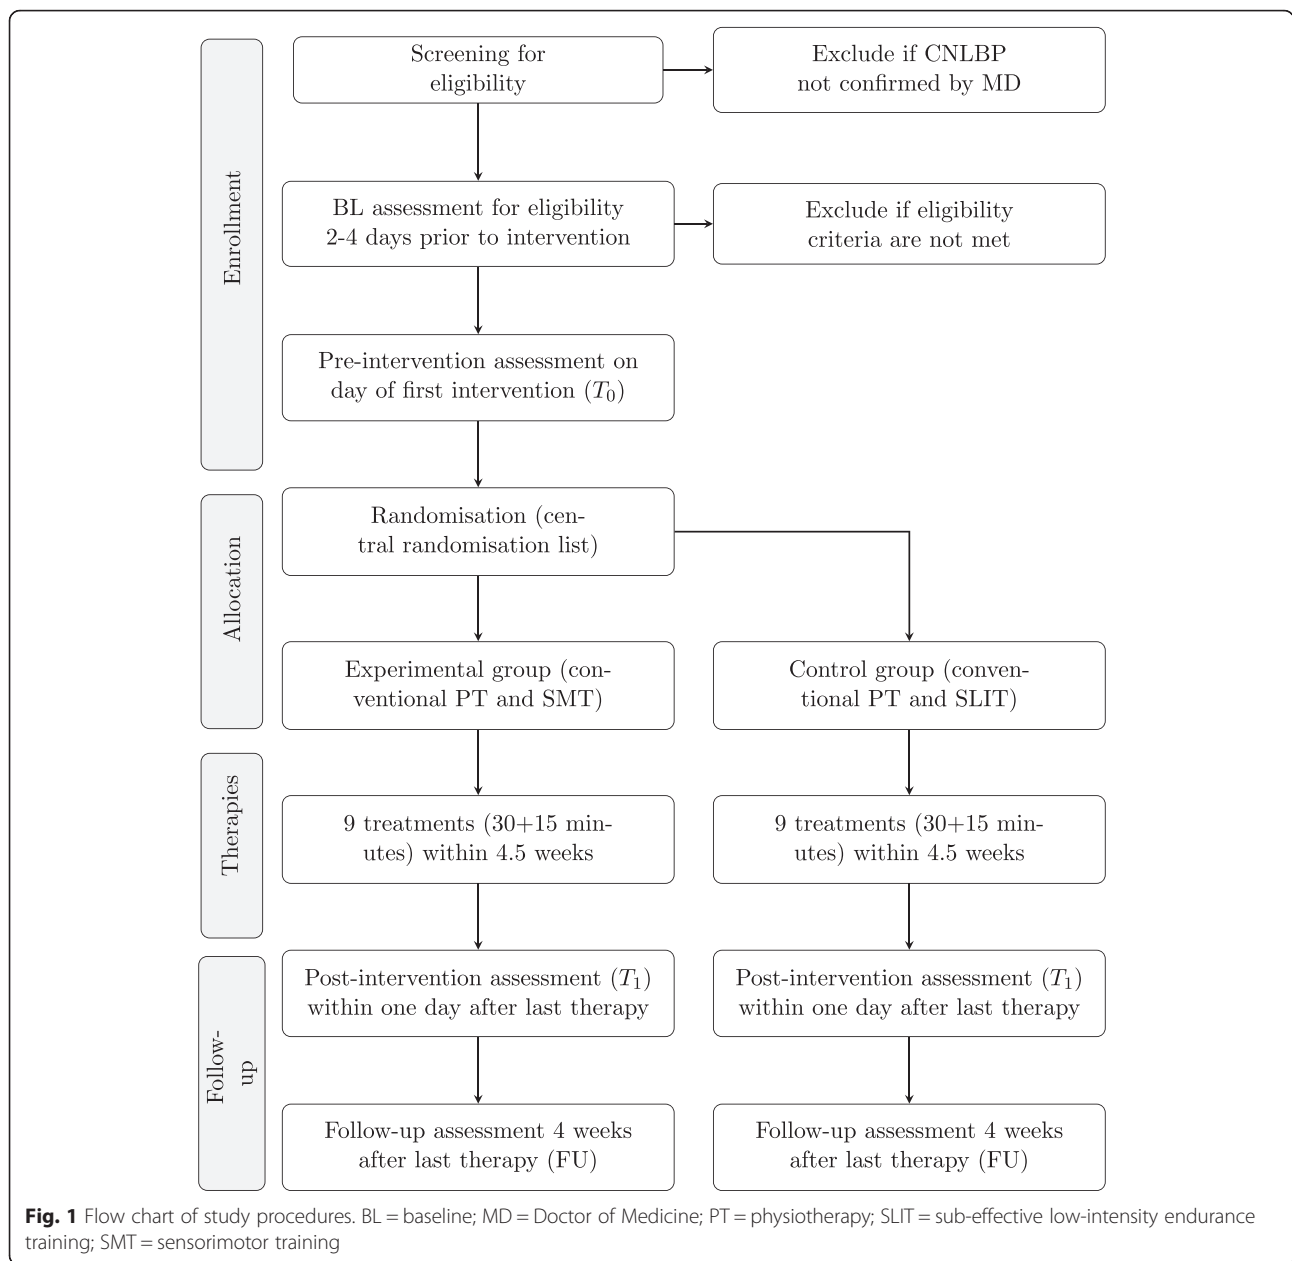 Enrollment
Screening for
eligibility
Exclude if CNLBP
not confirmed by MD
BL assessment for eligibility
2-4 days prior to intervention
Exclude if eligibility
criteria are not met
Pre-intervention assessment on
day of first intervention (T0)
Allocation
Randomisation (cen-
tral randomisation list)
Experimental group (con-
ventional PT and SMT)
Control group (conven-
tional PT and SLIT)
Therapies
9 treatments (30+15 min-
utes) within 4.5 weeks
9 treatments (30+15 min-
utes) within 4.5 weeks
Follow-
up
Post-intervention assessment (T1)
within one day after last therapy
Post-intervention assessment (T1)
within one day after last therapy
Follow-up assessment 4 weeks
after last therapy (FU)
Follow-up assessment 4 weeks
after last therapy (FU)
Fig. 1 Flow chart of study procedures. BL = baseline; MD = Doctor of Medicine; PT = physiotherapy; SLIT = sub-effective low-intensity endurance
training; SMT = sensorimotor training